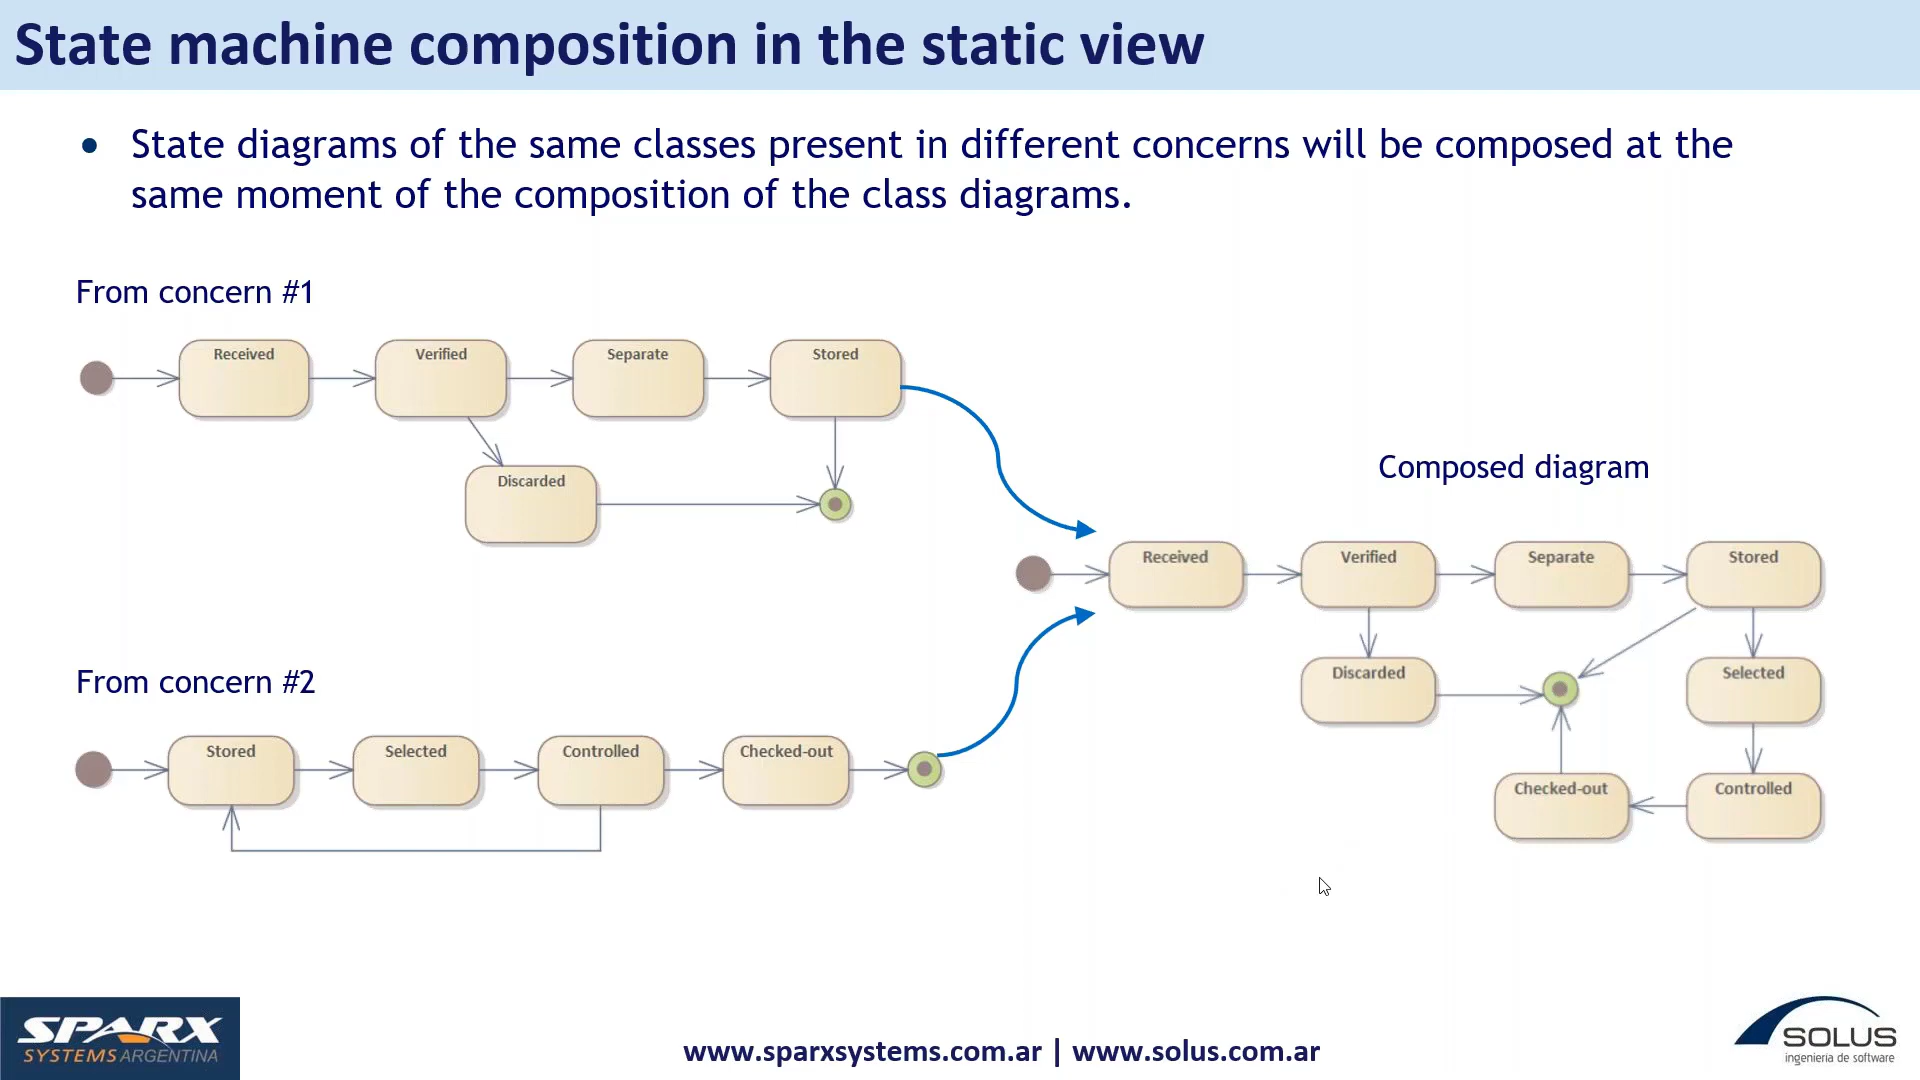 State machine composition in the static view
• State diagrams of the same classes present in different concerns will be composed at the
same moment of the composition of the class diagrams.
From concern #1
Received
Verified
Separate
Stored
Discarded
From concern #2
Stored
Selected
Controlled
Checked-out
Composed diagram
Received
Verified
Separate
Stored
Discarded
Selected
Checked-out
Controlled
SPARX
SYSTEMS ARGENTINA
www.sparxsystems.com.ar | www.solus.com.ar
SOLUS
ingenieria de software